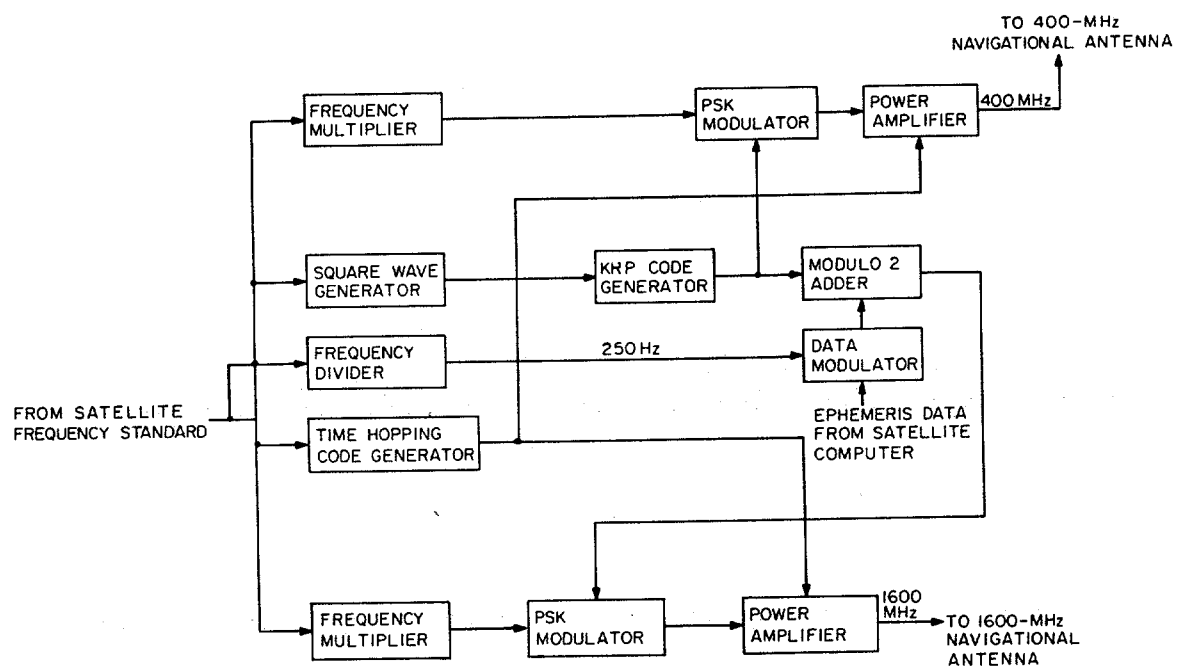 TO 400-MHz
NAVIGATIONAL ANTENNA
FREQUENCY
MULTIPLIER
PSK
MODULATOR
POWER
AMPLIFIER
400 MHz
SQUARE WAVE
GENERATOR
KRP CODE
GENERATOR
MODULO 2
ADDER
FREQUENCY
DIVIDER
250 Hz
DATA
MODULATOR
FROM SATELLITE
FREQUENCY STANDARD
TIME HOPPING
CODE GENERATOR
EPHEMERIS DATA
FROM SATELLITE
COMPUTER
FREQUENCY
MULTIPLIER
PSK
MODULATOR
POWER
AMPLIFIER
1600
MHz
TO 1600-MHz
NAVIGATIONAL
ANTENNA